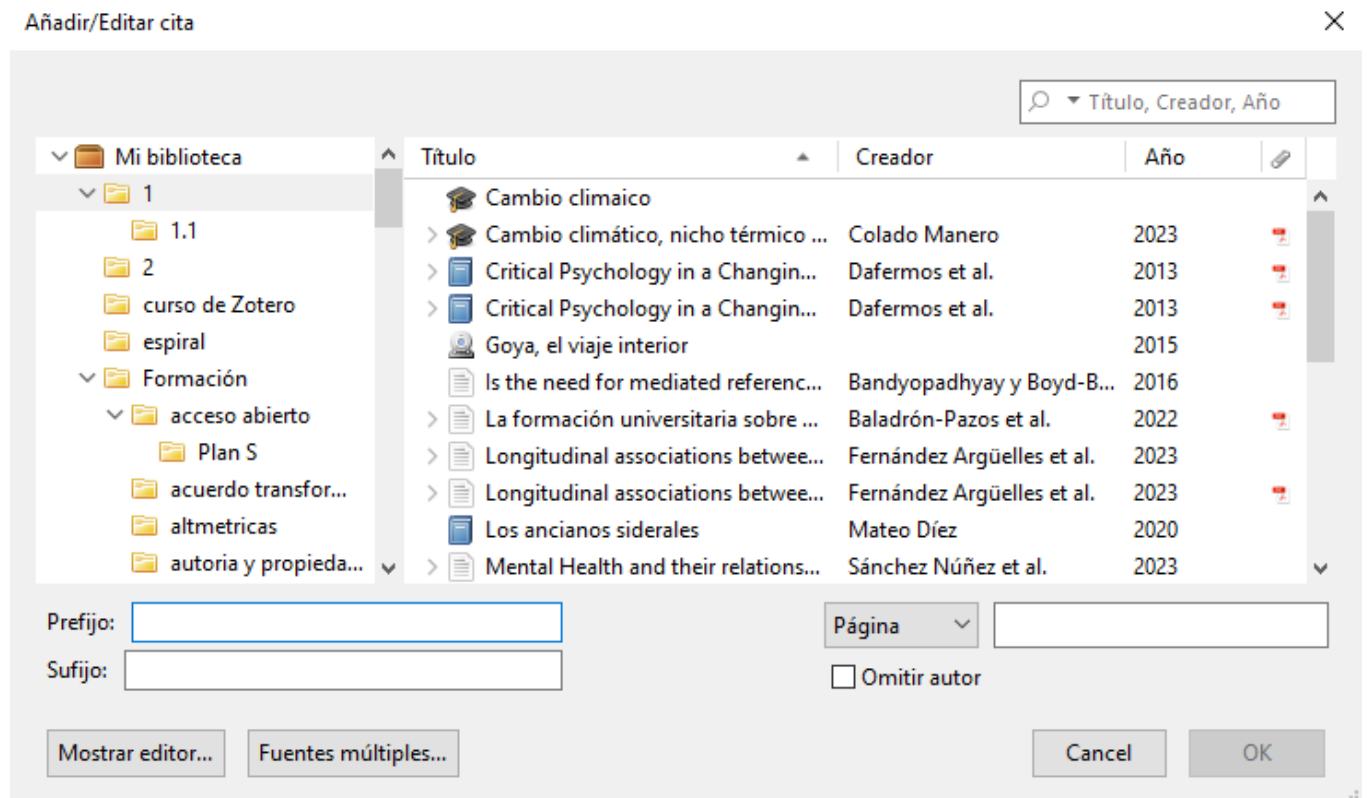 Añadir/Editar cita
Título, Creador, Año
Mi biblioteca
1
1.1
2
curso de Zotero
espiral
Formación
acceso abierto
Plan S
acuerdo transfor...
altmetricas
autoria y propieda...
Título Creador Año
Cambio climaico
Cambio climático, nicho térmico ... Colado Manero 2023
Critical Psychology in a Changin... Dafermos et al. 2013
Critical Psychology in a Changin... Dafermos et al. 2013
Goya, el viaje interior 2015
Is the need for mediated referenc... Bandyopadhyay y Boyd-B... 2016
La formación universitaria sobre ... Baladrón-Pazos et al. 2022
Longitudinal associations betwee... Fernández Argüelles et al. 2023
Longitudinal associations betwee... Fernández Argüelles et al. 2023
Los ancianos siderales Mateo Díez 2020
Mental Health and their relations... Sánchez Núñez et al. 2023
Prefijo:
Página
Sufijo:
Omitir autor
Mostrar editor... Fuentes múltiples... Cancel OK